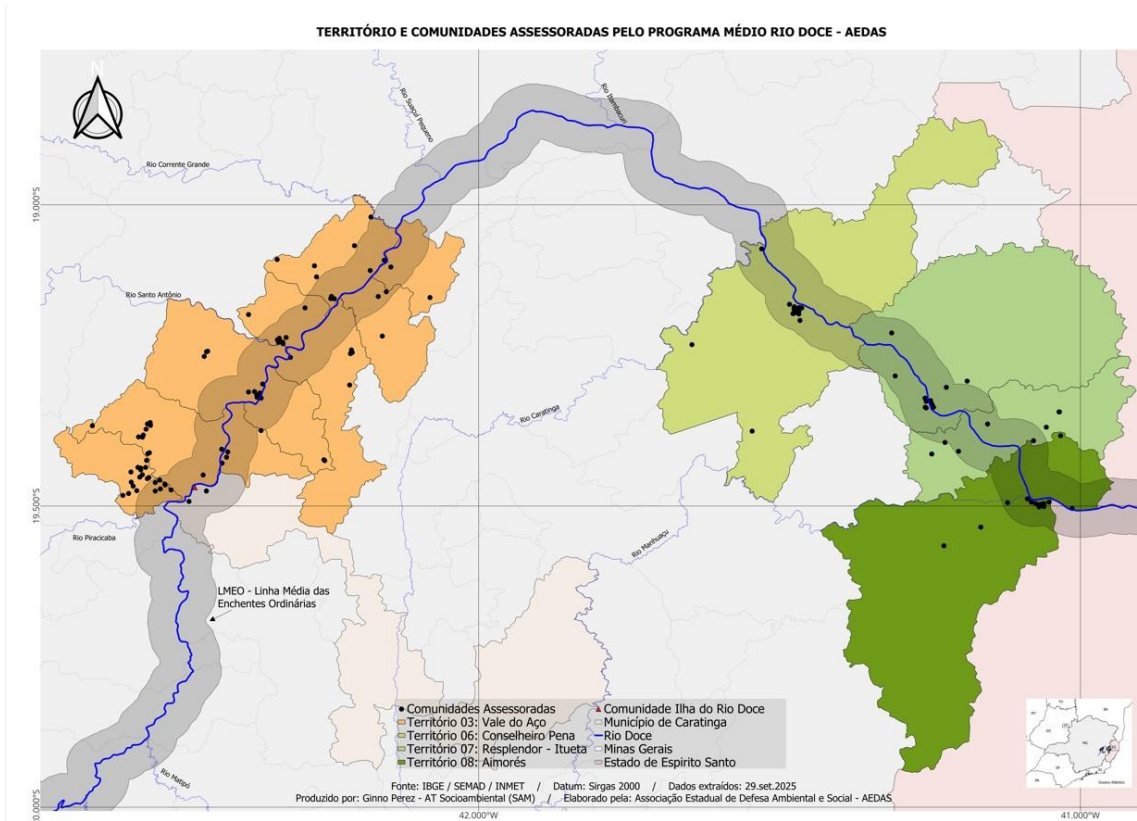 TERRITÓRIO E COMUNIDADES ASSESSORADAS PELO PROGRAMA MÉDIO RIO DOCE - AEDAS
N
Rio Suaçui Pequeno
Rio Itambacuri
Rio Corrente Grande
19.000°S
Rio Santo Antônio
Rio Caratinga
19.500°S
Rio Piracicaba
Rio Manhuaçu
LMEO - Linha Média das
Enchentes Ordinárias
Comunidades Assessoradas
Território 03: Vale do Aço
Território 06: Conselheiro Pena
Território 07: Resplendor - Itueta
Território 08: Aimorés
Comunidade Ilha do Rio Doce
Município de Caratinga
Rio Doce
Minas Gerais
Estado de Espirito Santo
Rio Matipó
Fonte: IBGE / SEMAD / INMET / Datum: Sirgas 2000 / Dados extraídos: 29.set.2025
Produzido por: Ginno Perez - AT Socioambiental (SAM) / Elaborado pela: Associação Estadual de Defesa Ambiental e Social - AEDAS
0.000°S
42.000°W
41.000°W